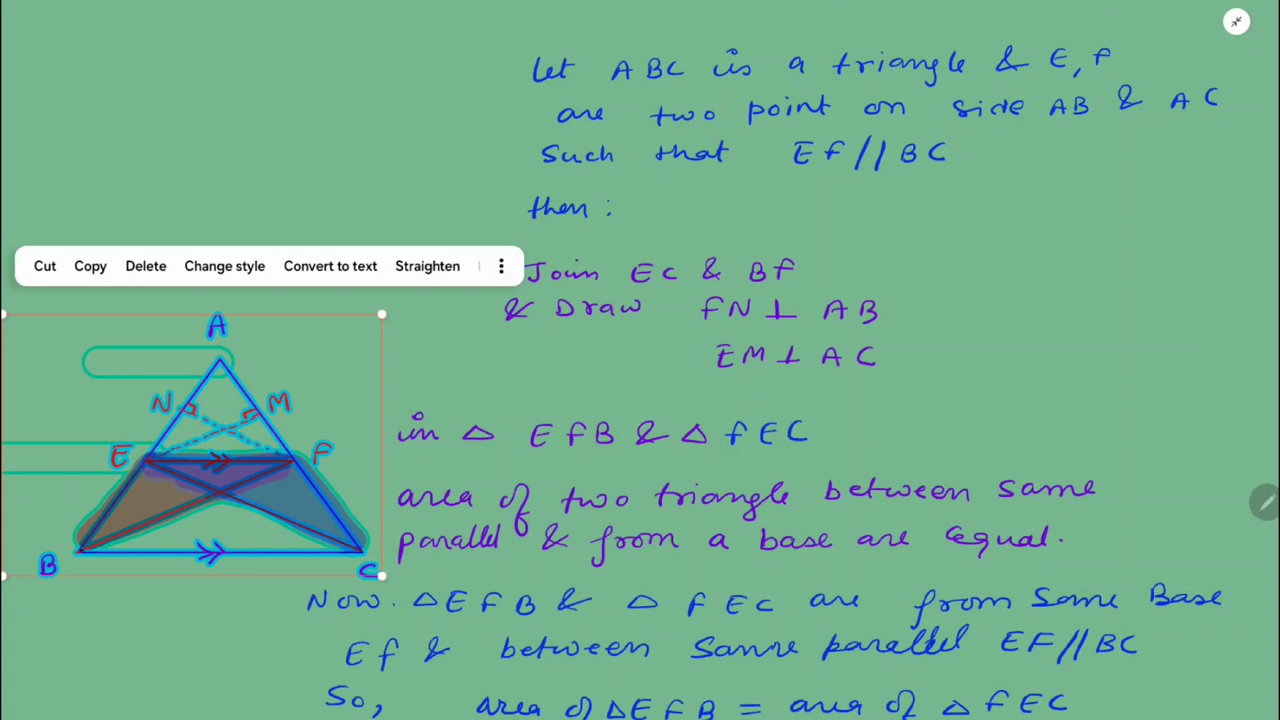 Let ABC is a triangle & E, F
are two point on side AB & AC
Such that EF // BC
then :
Cut Copy Delete Change style Convert to text Straighten
Join EC & BF
& Draw FN ⊥ AB
EM ⊥ AC
A
N M
E F
B C
in △ EFB & △ FEC
area of two triangle between same
parallel & from a base are equal.
Now. △EFB & △ FEC are from same Base
EF & between same parallel EF // BC
So, area of △EFB = area of △ FEC